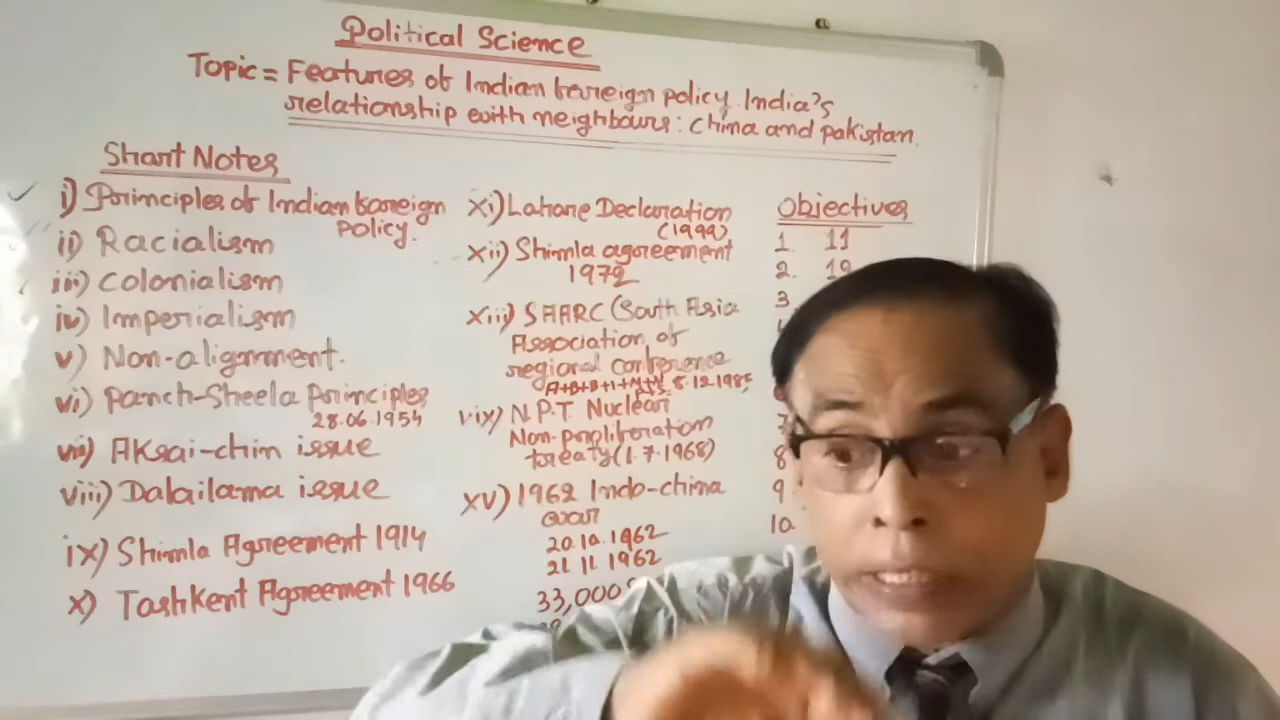 Political Science
Topic = Features of Indian foreign policy. India's
relationship with neighbours: China and pakistan.
Short Notes
i) Principles of Indian foreign
policy.
ii) Racialism
iii) Colonialism
iv) Imperialism
v) Non-alignment.
vi) Panch-Sheela Principles
28.06.1954
vii) Aksai-chin issue
viii) Dalailama issue
ix) Shimla Agreement 1914
x) Tashkent Agreement 1966
xi) Lahore Declaration
(1999)
xii) Shimla agreement
1972
xiii) SAARC (South Asia
Association of
regional conference
8.12.1985
vix) N.P.T. Nuclear
Non-proliferation
treaty (1.7.1968)
xv) 1962 Indo-china
war
20.10.1962
21.11.1962
33,000
Objectives
1. 11
2. 19
3
7
8
9
10